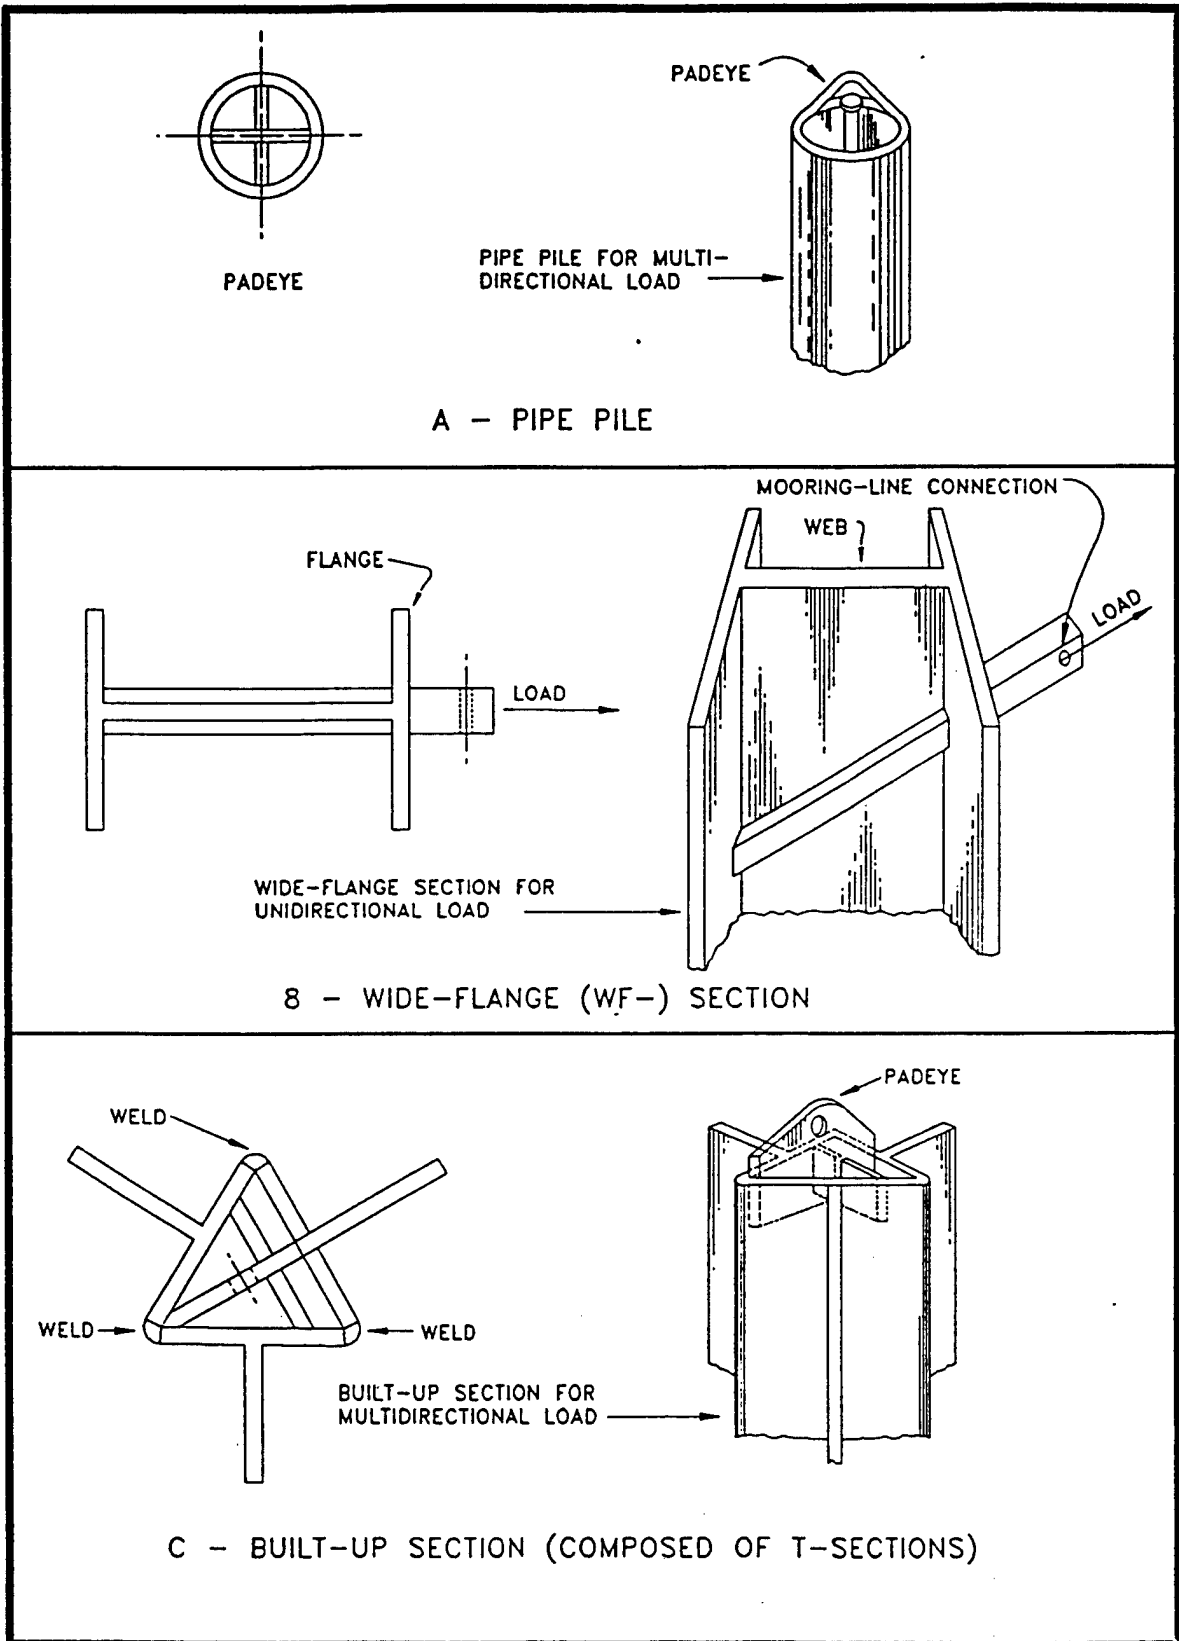 PADEYE
PADEYE
PIPE PILE FOR MULTI-
DIRECTIONAL LOAD
A - PIPE PILE
MOORING-LINE CONNECTION
WEB
FLANGE
LOAD
LOAD
WIDE-FLANGE SECTION FOR
UNIDIRECTIONAL LOAD
8 - WIDE-FLANGE (WF-) SECTION
PADEYE
WELD
WELD
WELD
BUILT-UP SECTION FOR
MULTIDIRECTIONAL LOAD
C - BUILT-UP SECTION (COMPOSED OF T-SECTIONS)